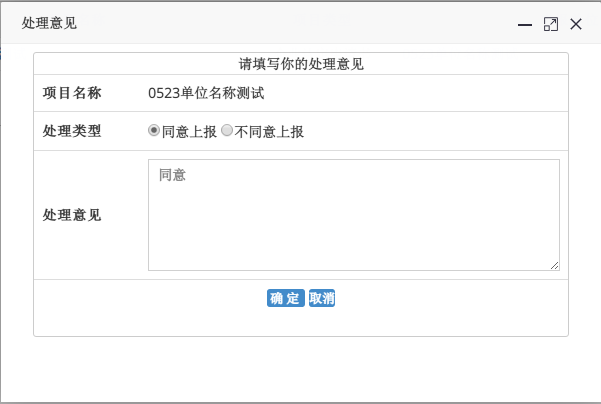 处理意见
请填写你的处理意见
项目名称 0523单位名称测试
处理类型 同意上报 不同意上报
处理意见 同意
确 定 取消